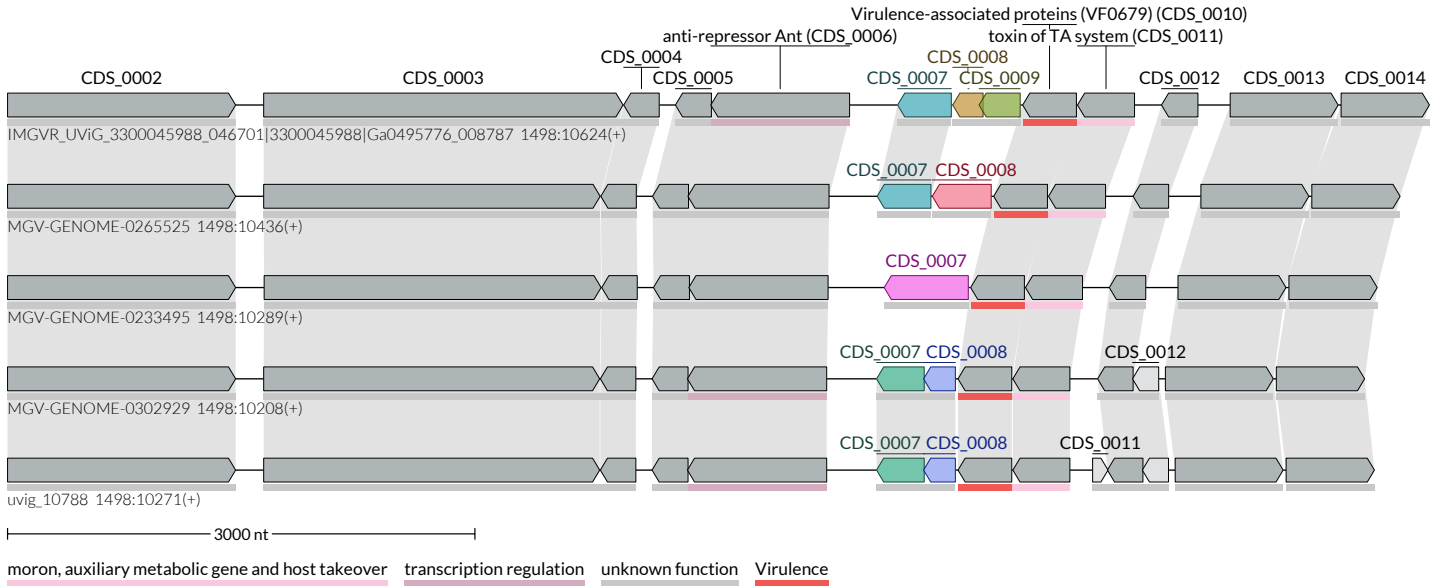 Virulence-associated proteins (VF0679) (CDS_0010)
anti-repressor Ant (CDS_0006) toxin of TA system (CDS_0011)
CDS_0004 CDS_0008
CDS_0002 CDS_0003 CDS_0005 CDS_0007 CDS_0009 CDS_0012 CDS_0013 CDS_0014
IMGVR_UViG_3300045988_046701|3300045988|Ga0495776_008787 1498:10624(+)
CDS_0007 CDS_0008
MGV-GENOME-0265525 1498:10436(+)
CDS_0007
MGV-GENOME-0233495 1498:10289(+)
CDS_0007 CDS_0008 CDS_0012
MGV-GENOME-0302929 1498:10208(+)
CDS_0007 CDS_0008 CDS_0011
uvig_10788 1498:10271(+)
3000 nt
moron, auxiliary metabolic gene and host takeover transcription regulation unknown function Virulence